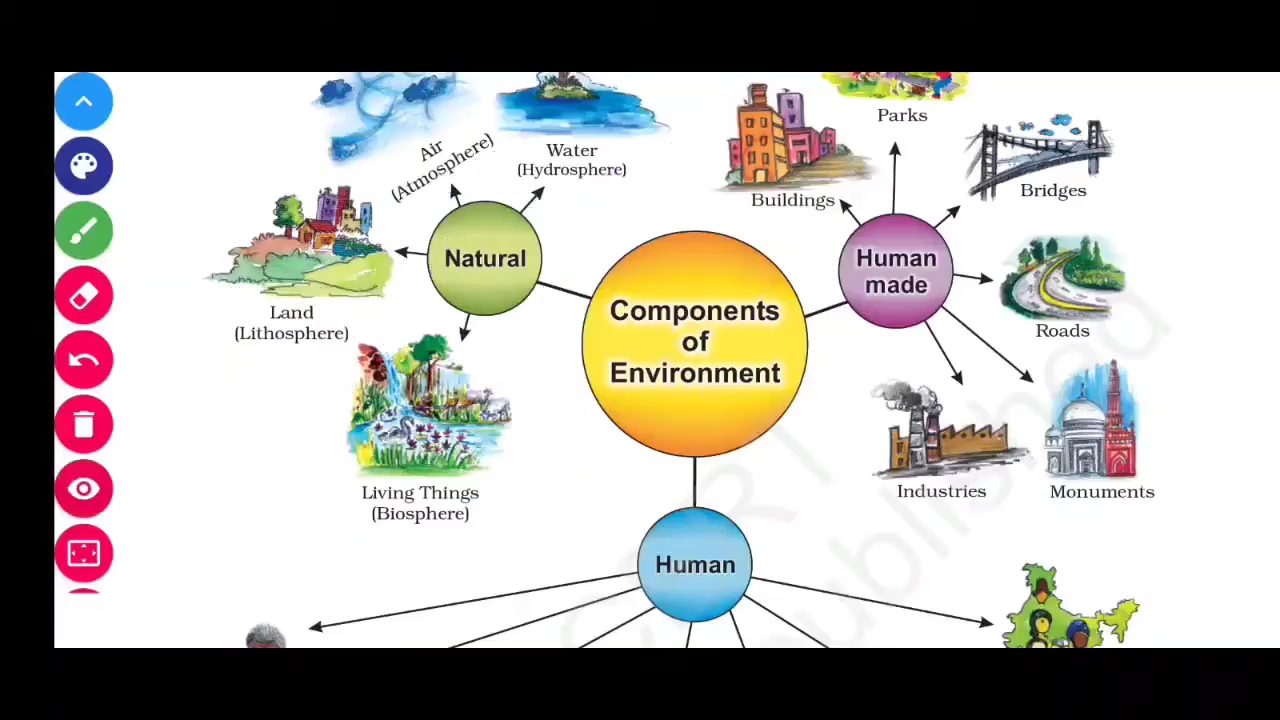 Parks
Air
(Atmosphere)
Water
(Hydrosphere)
Buildings
Bridges
Natural
Human
made
Components
of
Environment
Land
(Lithosphere)
Roads
Living Things
(Biosphere)
Industries
Monuments
Human
published